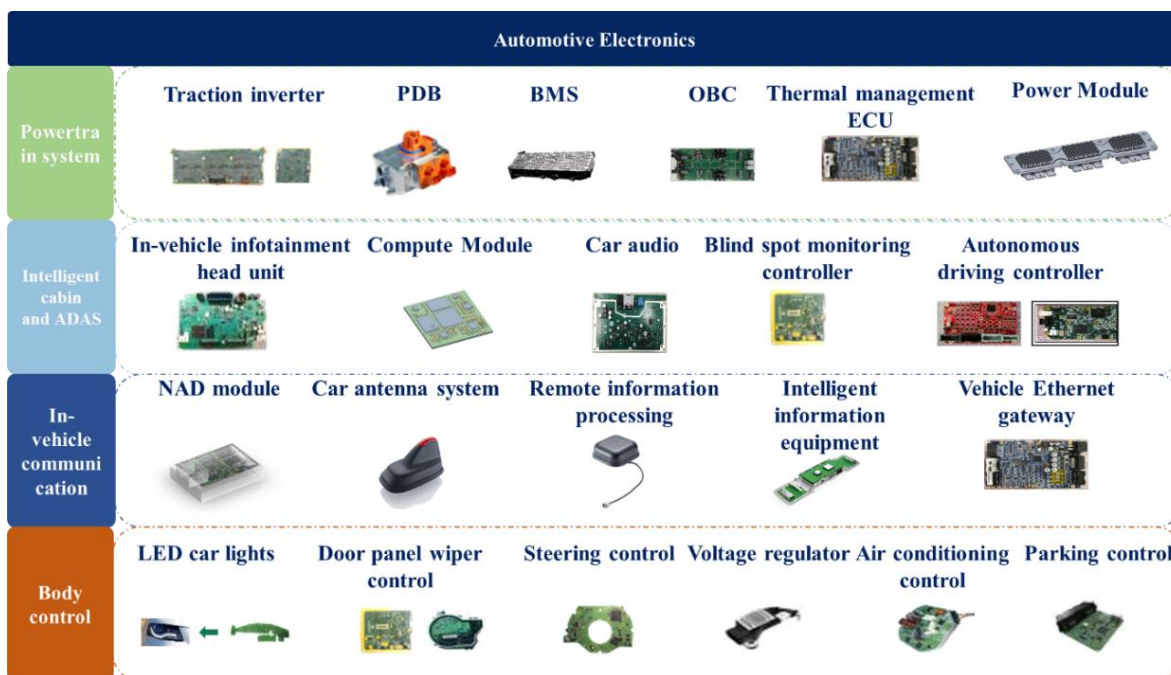 Automotive Electronics
Powertra
in system
Traction inverter
PDB
BMS
OBC
Thermal management
ECU
Power Module
Intelligent
cabin
and ADAS
In-vehicle infotainment
head unit
Compute Module
Car audio
Blind spot monitoring
controller
Autonomous
driving controller
In-
vehicle
communi
cation
NAD module
Car antenna system
Remote information
processing
Intelligent
information
equipment
Vehicle Ethernet
gateway
Body
control
LED car lights
Door panel wiper
control
Steering control
Voltage regulator
Air conditioning
control
Parking control